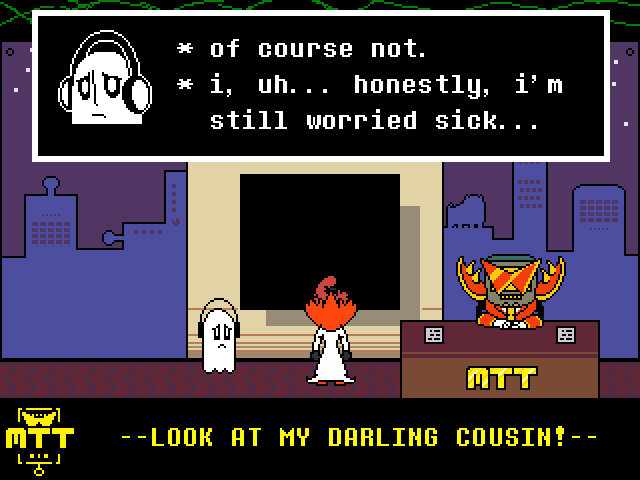 * of course not.
* i, uh... honestly, i'm
still worried sick...
MTT
MTT
--LOOK AT MY DARLING COUSIN!--